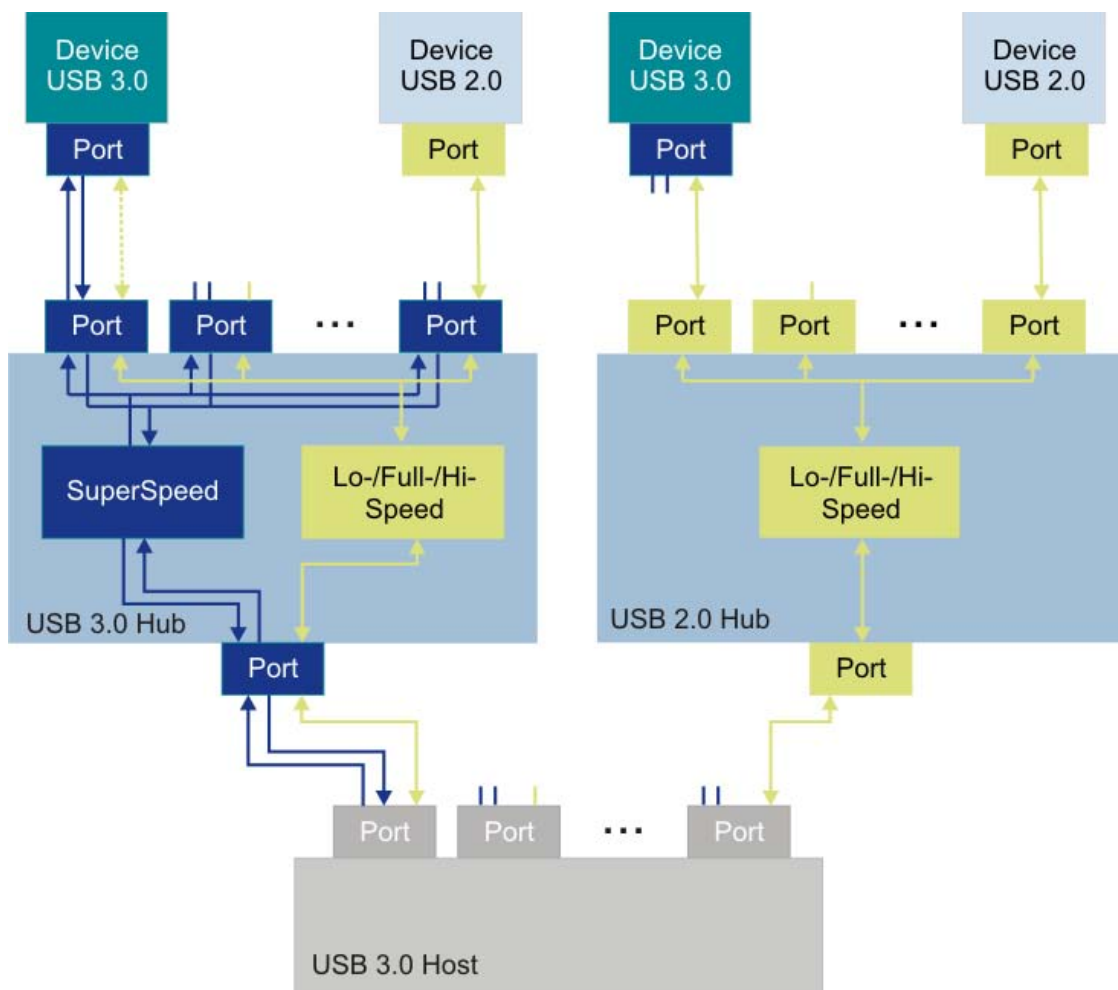 Device
USB 3.0
Device
USB 2.0
Device
USB 3.0
Device
USB 2.0
Port
Port
Port
Port
Port
Port
...
Port
Port
Port
...
Port
SuperSpeed
Lo-/Full-/Hi-
Speed
Lo-/Full-/Hi-
Speed
USB 3.0 Hub
USB 2.0 Hub
Port
Port
Port
Port
...
Port
USB 3.0 Host